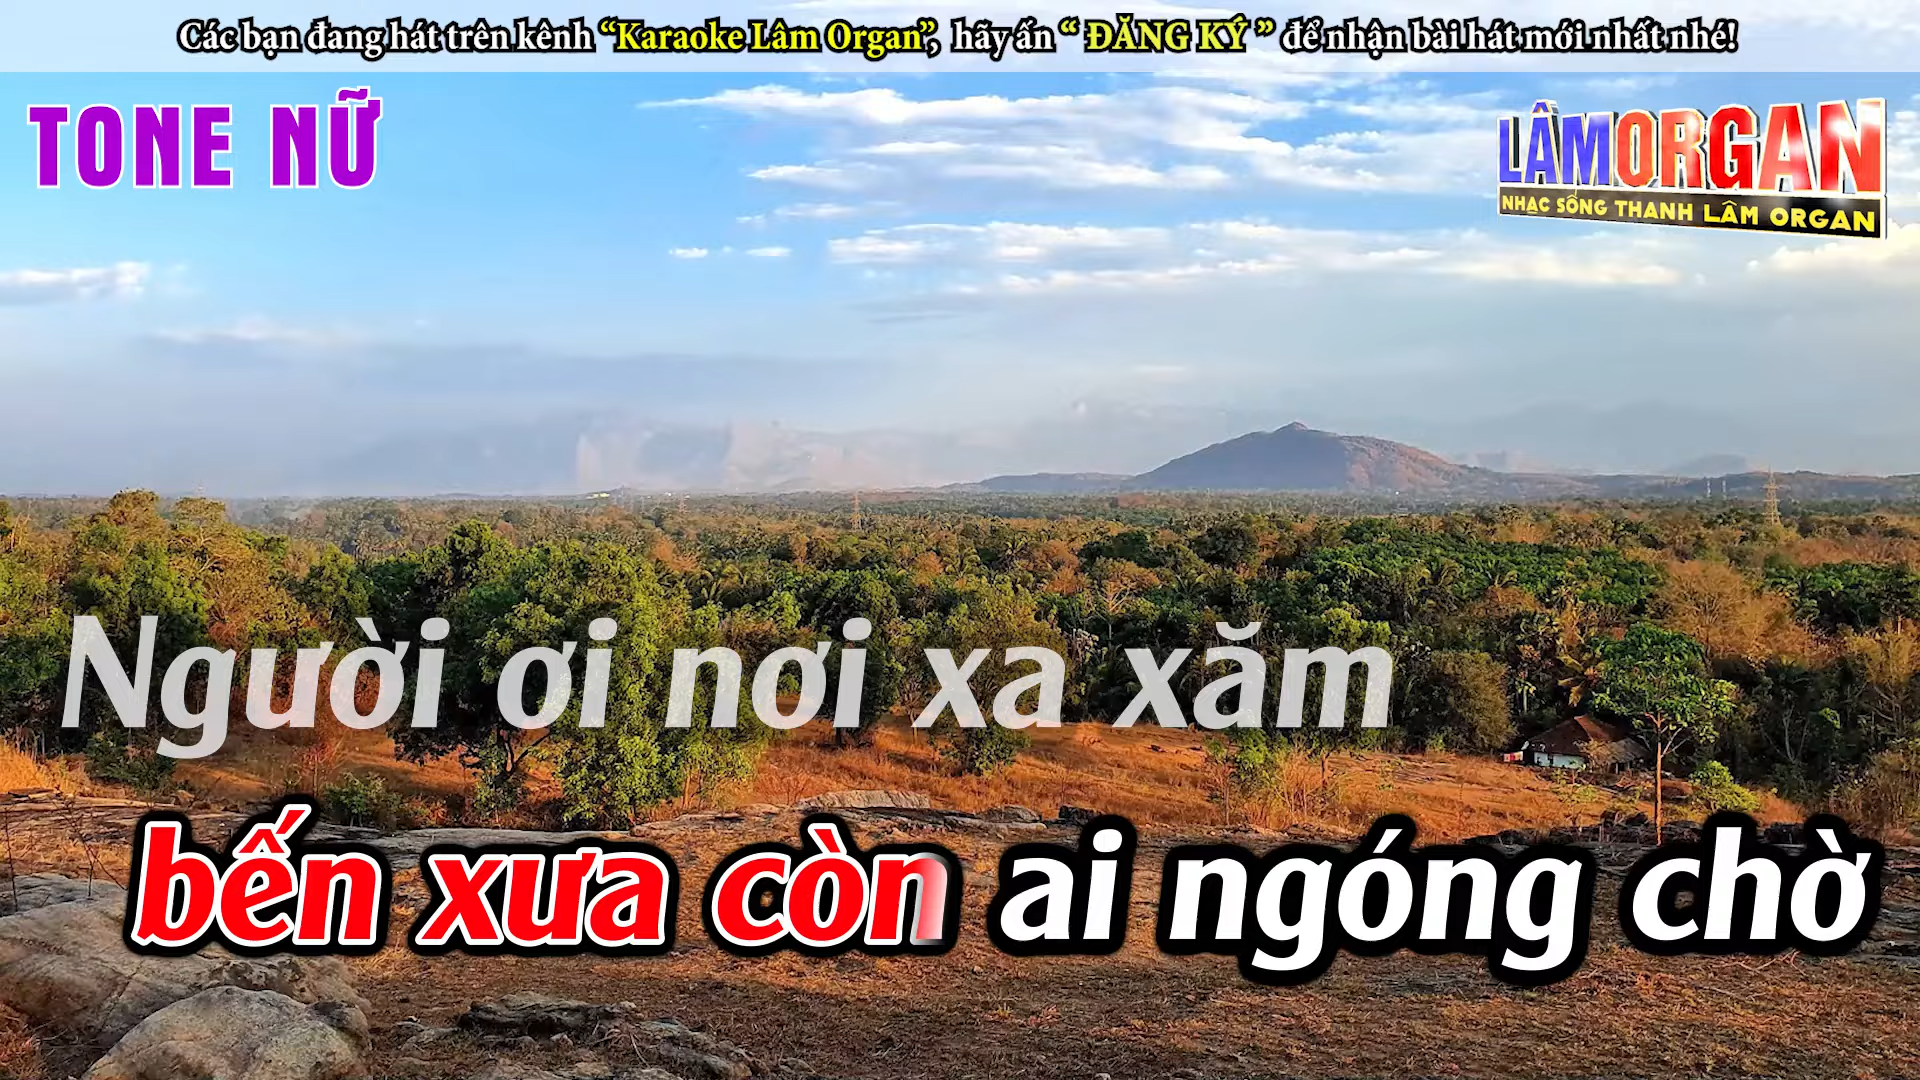 Các bạn đang hát trên kênh “Karaoke Lâm Organ”, hãy ấn “ ĐĂNG KÝ ” để nhận bài hát mới nhất nhé!
TONE NỮ
LÂMORGAN
NHẠC SỐNG THANH LÂM ORGAN
Người ơi nơi xa xăm
bến xưa còn ai ngóng chờ